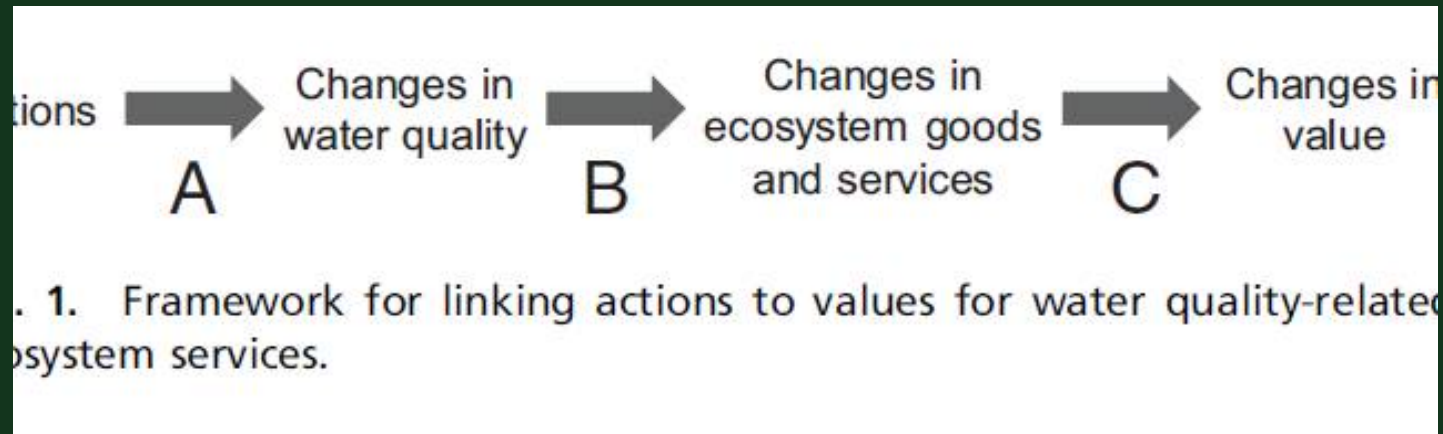 tions
Changes in
water quality
Changes in
ecosystem goods
and services
Changes in
value
A
B
C
. 1. Framework for linking actions to values for water quality-related
osystem services.